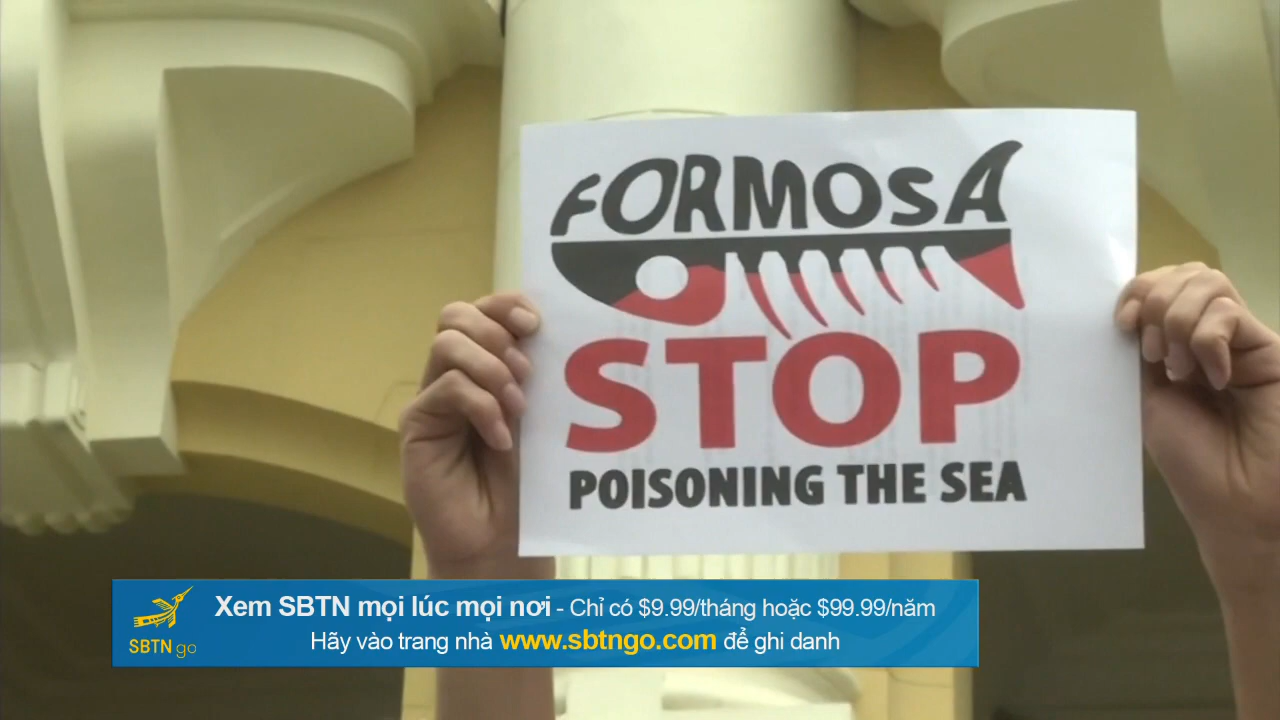 FORMOSA
STOP
POISONING THE SEA
Xem SBTN mọi lúc mọi nơi - Chỉ có $9.99/tháng hoặc $99.99/năm
Hãy vào trang nhà www.sbtngo.com để ghi danh
SBTN go